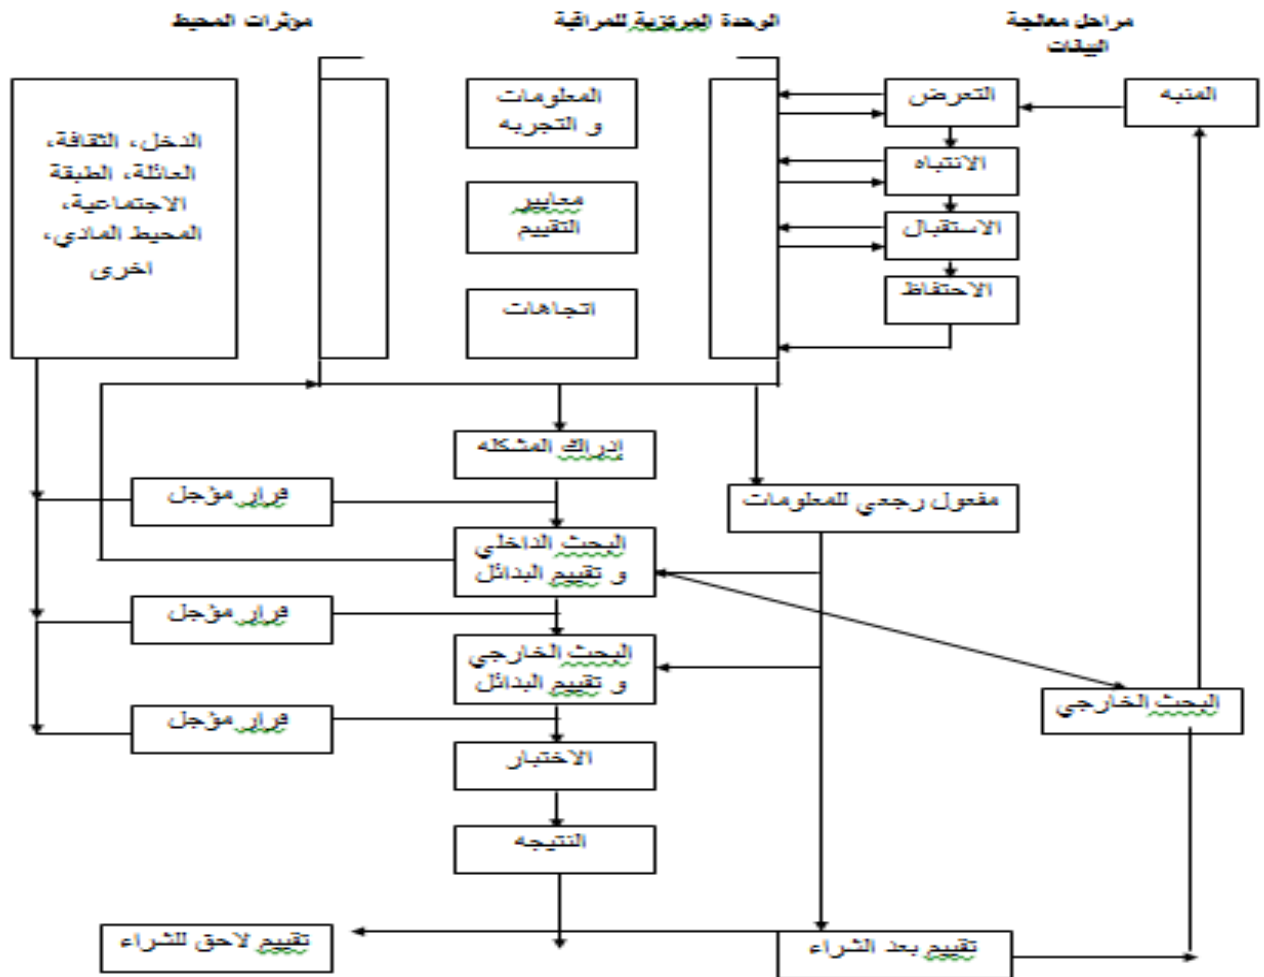 مراحل معالجة
البيانات
الوحدة المركزية للمراقبة
مؤثرات المحيط
المنبه
التعرض
الانتباه
الاستقبال
الاحتفاظ
المعلومات
و التجربه
معايير
التقييم
اتجاهات
الدخل، الثقافة،
العائلة، الطبقة
الاجتماعية،
المحيط المادي،
اخرى
إدراك المشكله
قرار مؤجل
مفعول رجعي للمعلومات
البحث الداخلي
و تقييم البدائل
قرار مؤجل
البحث الخارجي
و تقييم البدائل
البحث الخارجي
قرار مؤجل
الاختبار
النتيجه
تقييم بعد الشراء
تقييم لاحق للشراء